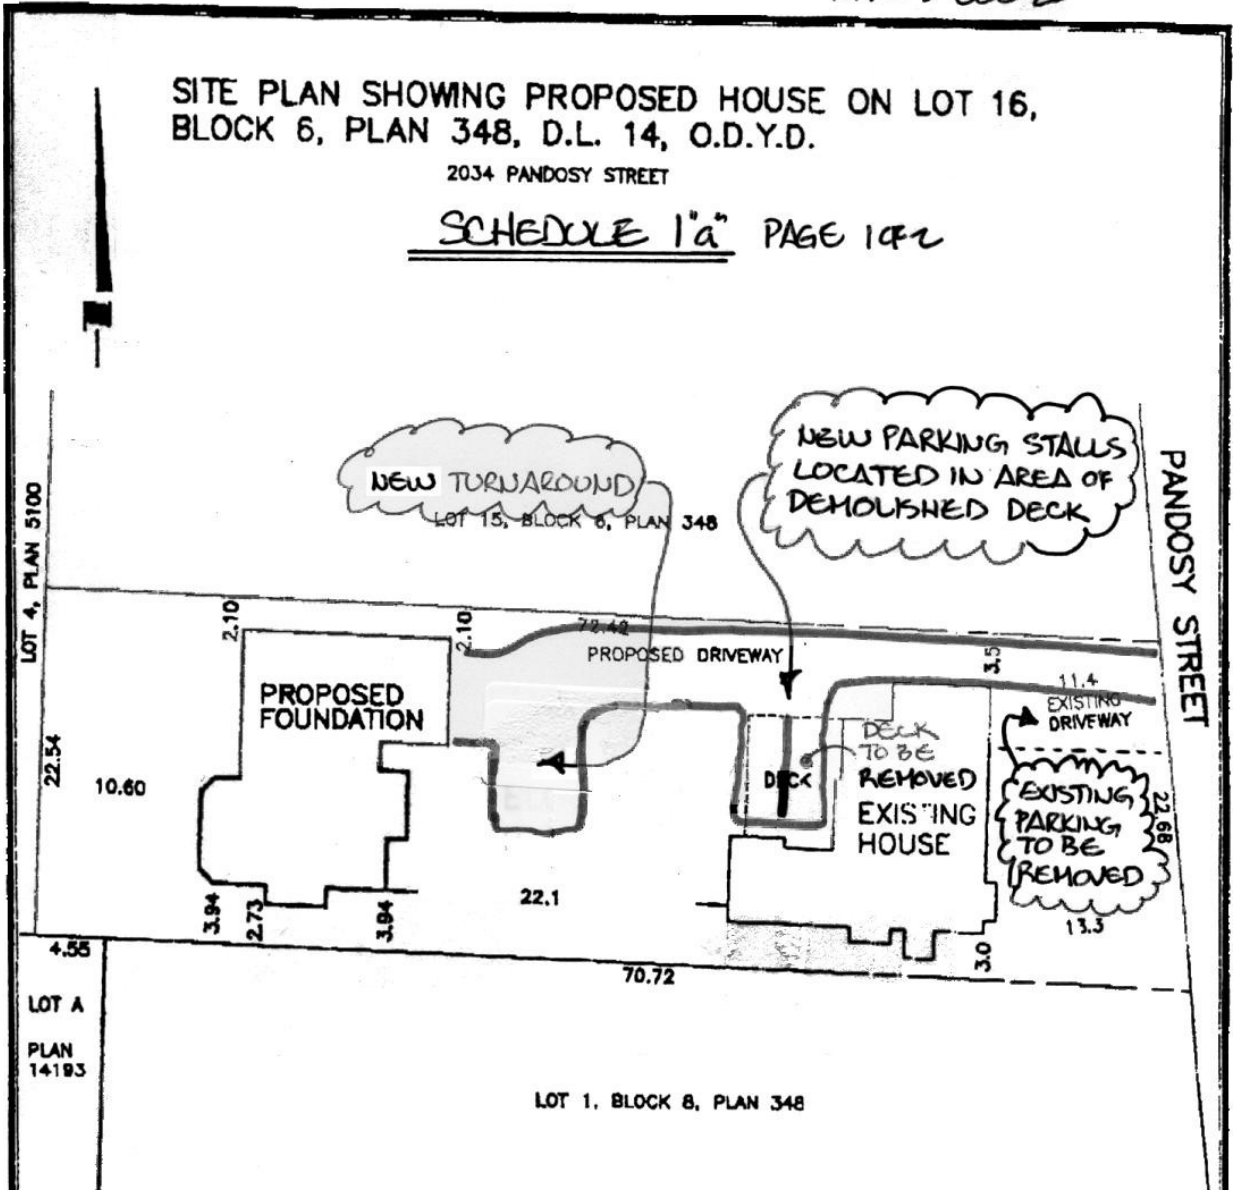 SITE PLAN SHOWING PROPOSED HOUSE ON LOT 16,
BLOCK 6, PLAN 348, D.L. 14, O.D.Y.D.
2034 PANDOSY STREET
SCHEDULE 1"a" PAGE 1 OF 2
NEW TURNAROUND
NEW PARKING STALLS
LOCATED IN AREA OF
DEMOLISHED DECK
LOT 15, BLOCK 6, PLAN 348
LOT 4, PLAN 5100
PANDOSY STREET
2.10
2.10
72.42
PROPOSED DRIVEWAY
3.5
11.4
EXISTING
DRIVEWAY
PROPOSED
FOUNDATION
22.54
10.60
DECK
DECK
TO BE
REMOVED
EXISTING
HOUSE
EXISTING
PARKING
TO BE
REMOVED
22.68
13.3
22.1
3.94
2.73
3.94
3.0
4.55
70.72
LOT A
PLAN
14193
LOT 1, BLOCK 8, PLAN 348